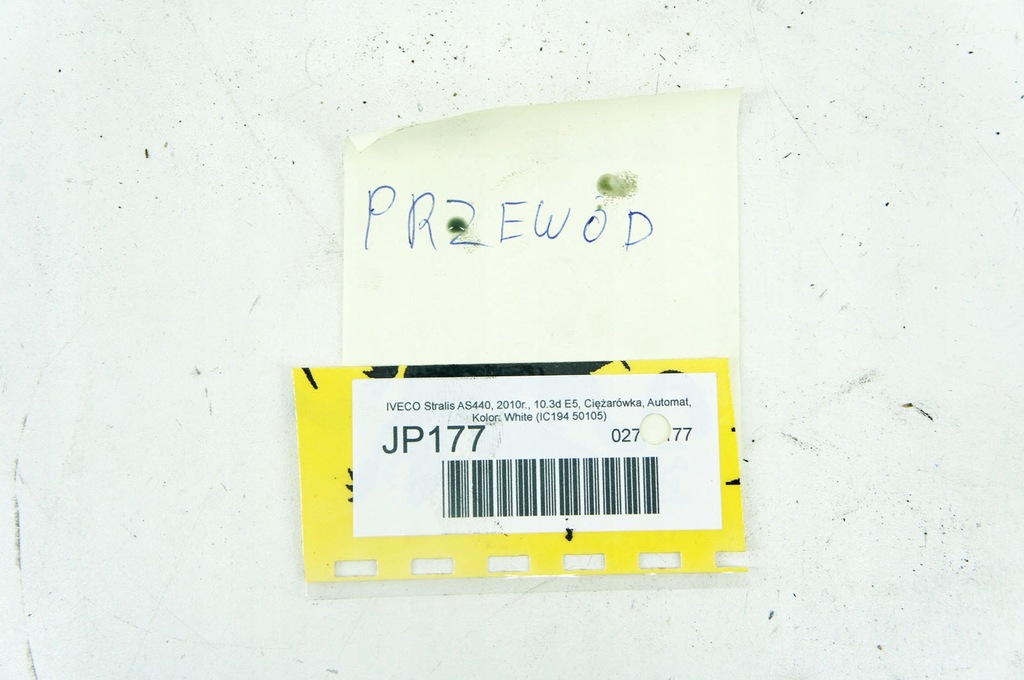 PRZEWÓD
IVECO Stralis AS440, 2010r., 10.3d E5, Ciężarówka, Automat,
Kolor: White (IC194 50105)
JP177